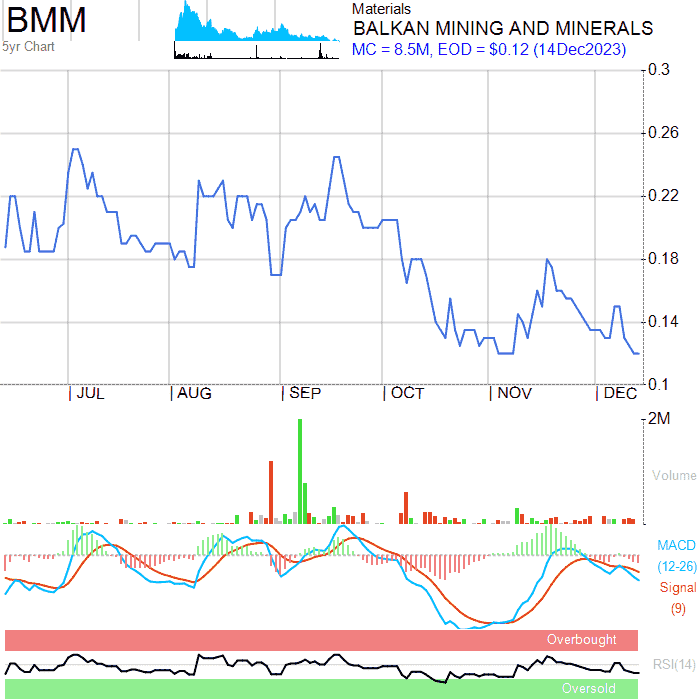 BMM
5yr Chart
Materials
BALKAN MINING AND MINERALS
MC = 8.5M, EOD = $0.12 (14Dec2023)
0.3
0.26
0.22
0.18
0.14
0.1
JUL AUG SEP OCT NOV DEC
2M
Volume
MACD
(12-26)
Signal
(9)
Overbought
RSI(14)
Oversold